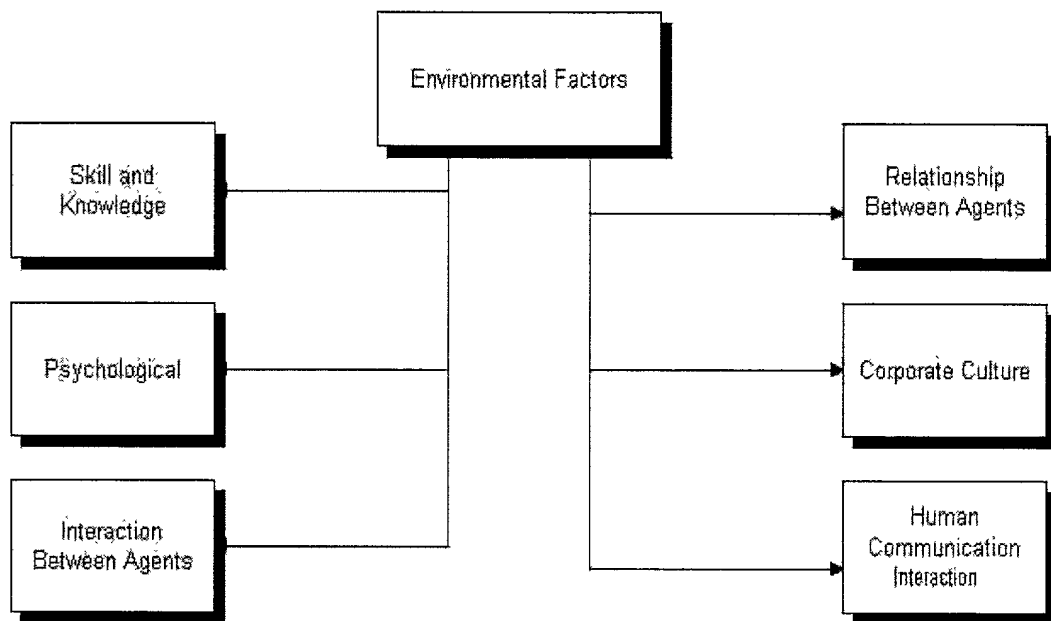 Environmental Factors
Skill and
Knowledge
Psychological
Interaction
Between Agents
Relationship
Between Agents
Corporate Culture
Human
Communication
Interaction